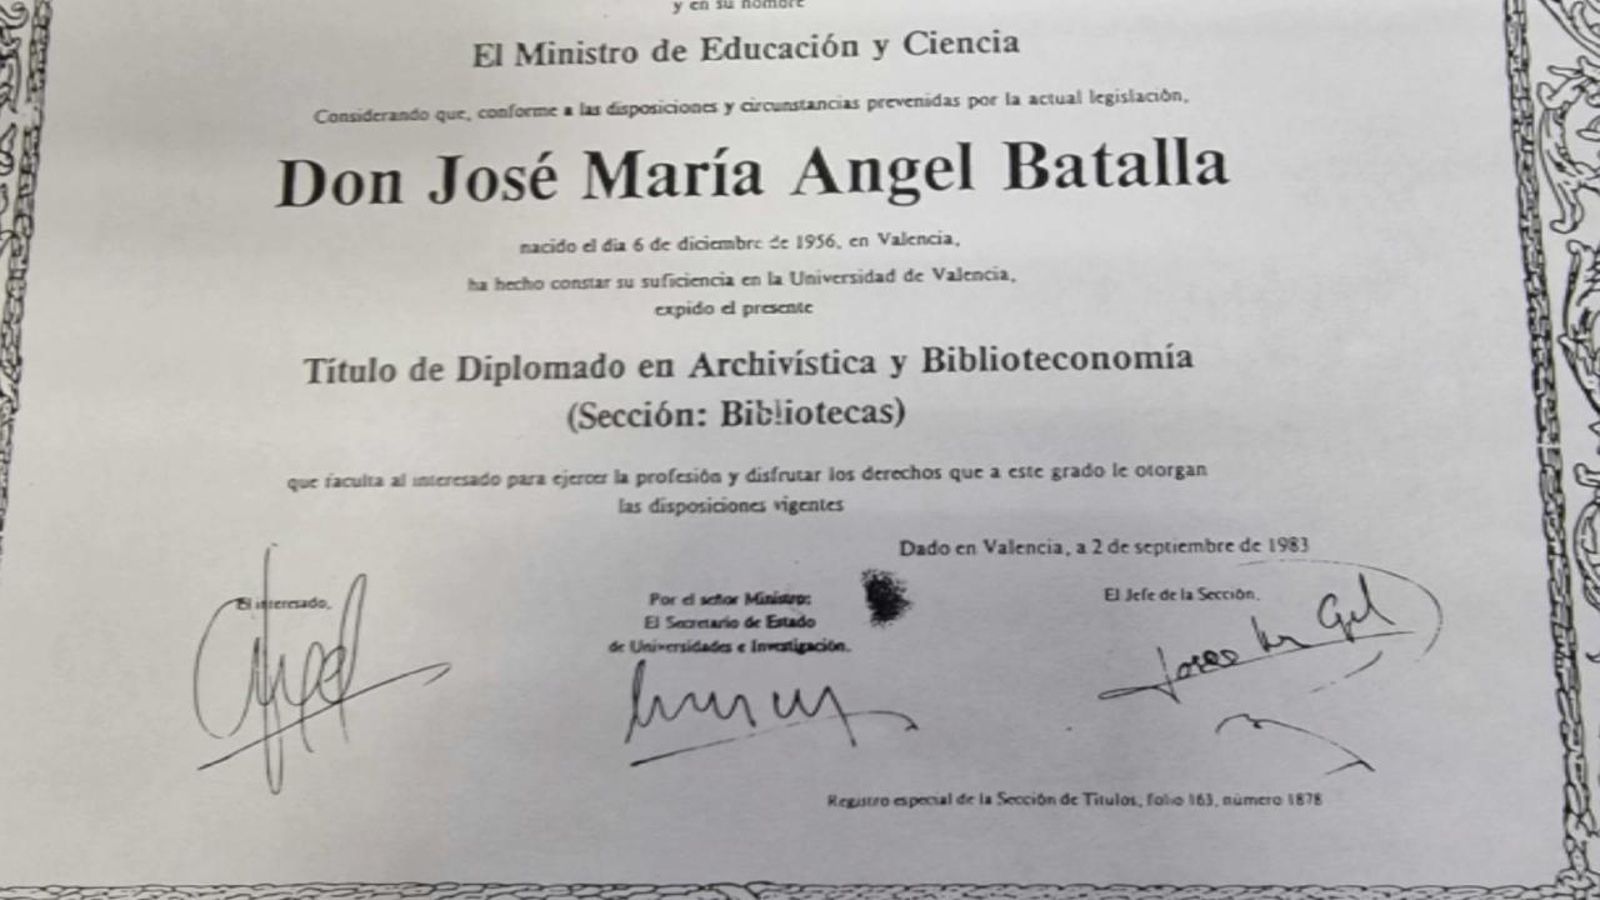 y en su nombre
El Ministro de Educación y Ciencia
Considerando que, conforme a las disposiciones y circunstancias prevenidas por la actual legislación,
Don José María Angel Batalla
nacido el dia 6 de diciembre de 1956, en Valencia,
ha hecho constar su suficiencia en la Universidad de Valencia,
expido el presente
Título de Diplomado en Archivística y Biblioteconomía
(Sección: Bibliotecas)
que faculta al interesado para ejercer la profesión y disfrutar los derechos que a este grado le otorgan
las disposiciones vigentes
Dado en Valencia, a 2 de septiembre de 1983
El interesado,
Por el señor Ministro:
El Secretario de Estado
de Universidades e Investigación,
El Jefe de la Sección,
Registro especial de la Sección de Titulos, folio 163, número 1878